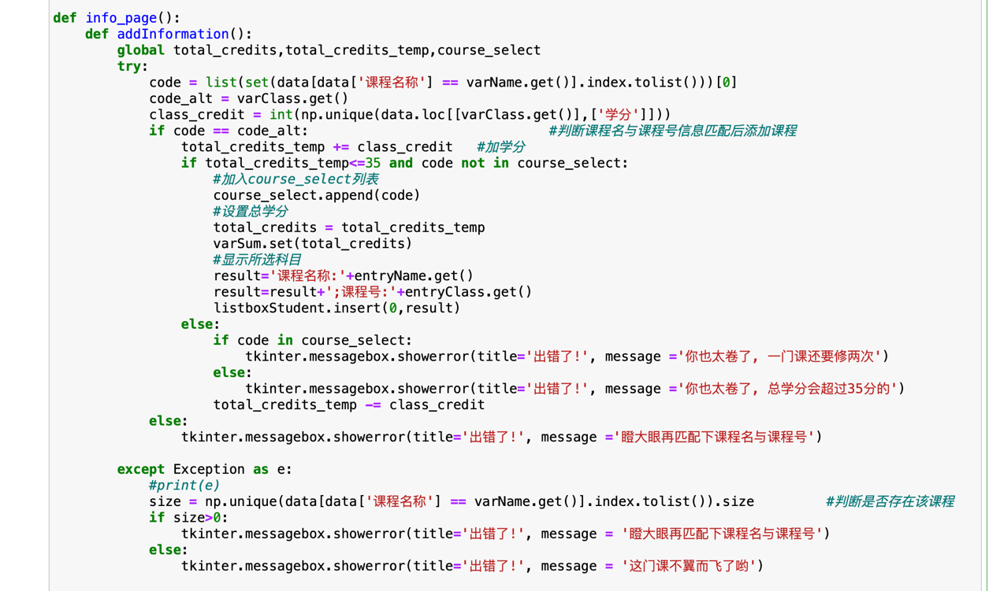 def info_page():
    def addInformation():
        global total_credits,total_credits_temp,course_select
        try:
            code = list(set(data[data['课程名称'] == varName.get()].index.tolist()))[0]
            code_alt = varClass.get()
            class_credit = int(np.unique(data.loc[[varClass.get()],['学分']]))
            if code == code_alt:                              #判断课程名与课程号信息匹配后添加课程
                total_credits_temp += class_credit   #加学分
                if total_credits_temp<=35 and code not in course_select:
                    #加入course_select列表
                    course_select.append(code)
                    #设置总学分
                    total_credits = total_credits_temp
                    varSum.set(total_credits)
                    #显示所选科目
                    result='课程名称:'+entryName.get()
                    result=result+';课程号:'+entryClass.get()
                    listboxStudent.insert(0,result)
                else:
                    if code in course_select:
                        tkinter.messagebox.showerror(title='出错了!', message ='你也太卷了, 一门课还要修两次')
                    else:
                        tkinter.messagebox.showerror(title='出错了!', message ='你也太卷了, 总学分会超过35分的')
                    total_credits_temp -= class_credit
            else:
                tkinter.messagebox.showerror(title='出错了!', message ='瞪大眼再匹配下课程名与课程号')
        except Exception as e:
            #print(e)
            size = np.unique(data[data['课程名称'] == varName.get()].index.tolist()).size         #判断是否存在该课程
            if size>0:
                tkinter.messagebox.showerror(title='出错了!', message = '瞪大眼再匹配下课程名与课程号')
            else:
                tkinter.messagebox.showerror(title='出错了!', message = '这门课不翼而飞了哟')